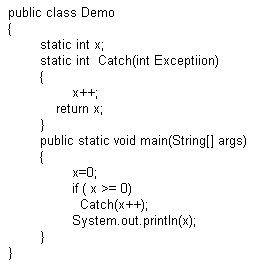 public class Demo
{
static int x;
static int  Catch(int Exceptiion)
{
x++;
return x;
}
public static void main(String[] args)
{
x=0;
if ( x >= 0)
Catch(x++);
System.out.println(x);
}
}